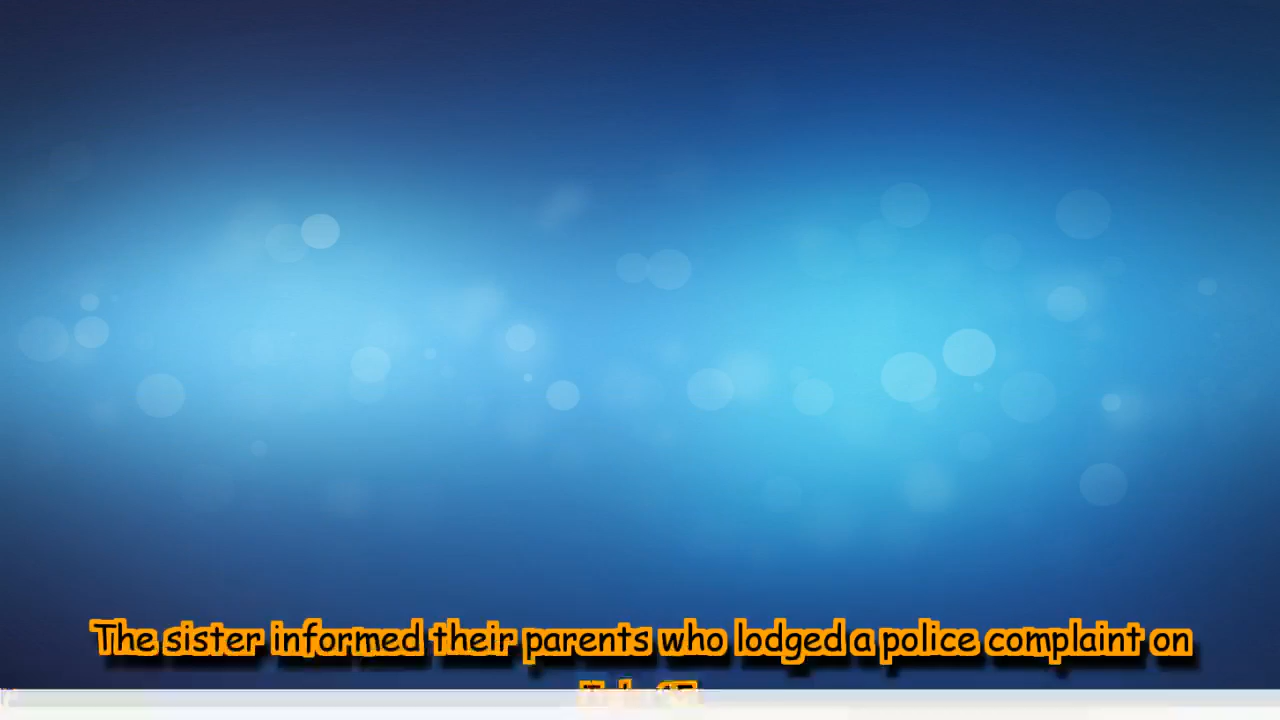 The sister informed their parents who lodged a police complaint on